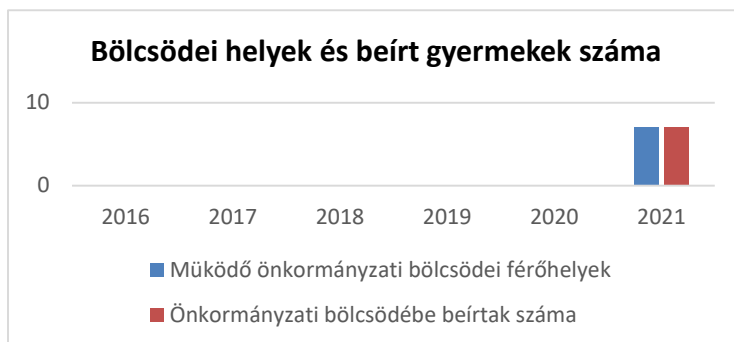 Bölcsödei helyek és beírt gyermekek száma
10
0
2016 2017 2018 2019 2020 2021
Müködő önkormányzati bölcsödei férőhelyek
Önkormányzati bölcsödébe beírtak száma